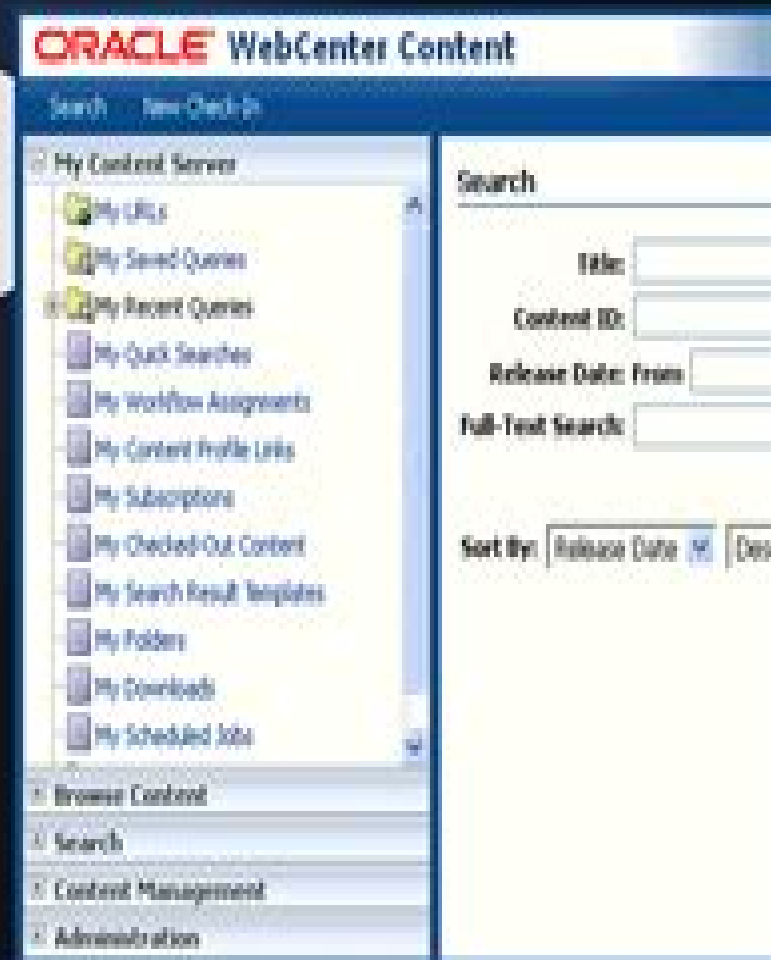 ORACLE WebCenter Content
Search New Check-In
My Content Server
My URLs
My Saved Queries
My Recent Queries
My Quick Searches
My Workflow Assignments
My Content Profile Links
My Subscriptions
My Checked-Out Content
My Search Result Templates
My Folders
My Downloads
My Scheduled Jobs
Browse Content
Search
Content Management
Administration
Search
Title:
Content ID:
Release Date: From
Full-Text Search:
Sort By: Release Date Des